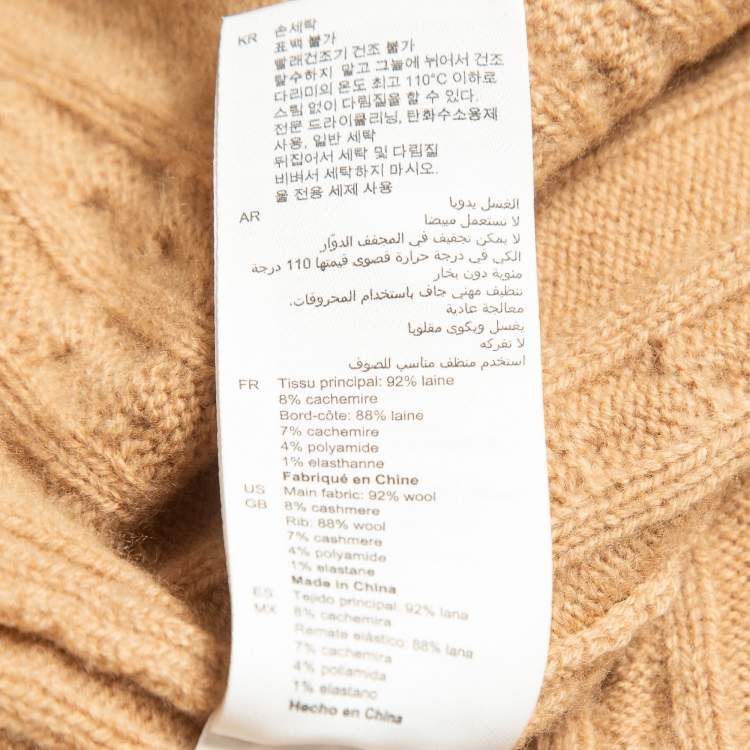 KR 손세탁
표백 불가
빨래건조기 건조 불가
탈수하지 말고 그늘에 뉘어서 건조
다리미의 온도 최고 110°C 이하로
스팀 없이 다림질을 할 수 있다.
전문 드라이클리닝, 탄화수소용제
사용, 일반 세탁
뒤집어서 세탁 및 다림질
비벼서 세탁하지 마시오.
울 전용 세제 사용
AR الغسل يدويا
لا تستعمل مبيضا
لا يمكن تجفيف في المجفف الدوّار
الكي في درجة حرارة قصوى قيمتها 110 درجة
مئوية دون بخار
تنظيف مهني جاف باستخدام المحروقات.
معالجة عادية
يغسل ويكوى مقلوبا
لا تفركه
استخدم منظف مناسب للصوف
FR Tissu principal: 92% laine
8% cachemire
Bord-côte: 88% laine
7% cachemire
4% polyamide
1% elasthanne
Fabriqué en Chine
US Main fabric: 92% wool
GB 8% cashmere
Rib: 88% wool
7% cashmere
4% polyamide
1% elastane
Made in China
ES Tejido principal: 92% lana
MX 8% cachemira
Remate elástico: 88% lana
7% cachemira
4% poliamida
1% elastano
Hecho en China